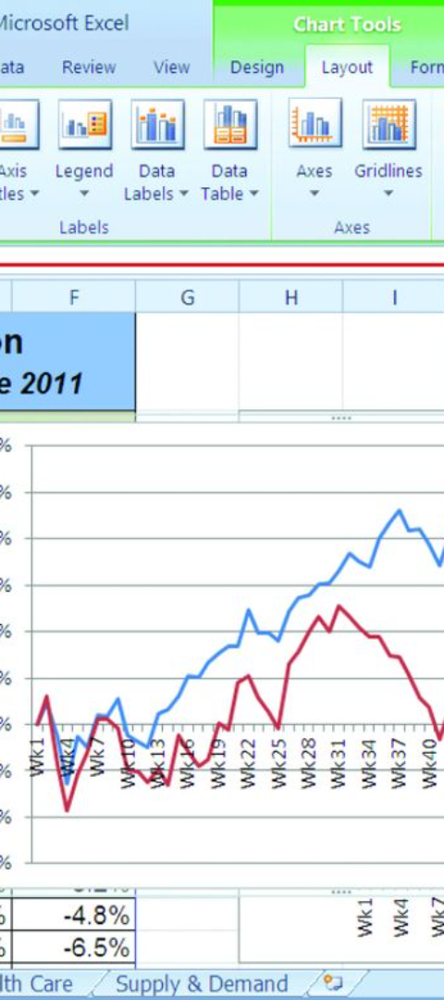 Microsoft Excel
Chart Tools
ata Review View Design Layout Form
Axis Legend Data Data Axes Gridlines
tles Labels Table
Labels Axes
F G H I
on
e 2011
%
%
%
%
%
%
%
%
%
%
Wk1 Wk4 Wk7 Wk10 Wk13 Wk16 Wk19 Wk22 Wk25 Wk28 Wk31 Wk34 Wk37 Wk40
% -4.8% Wk1 Wk4 Wk7
% -6.5%
lth Care Supply & Demand